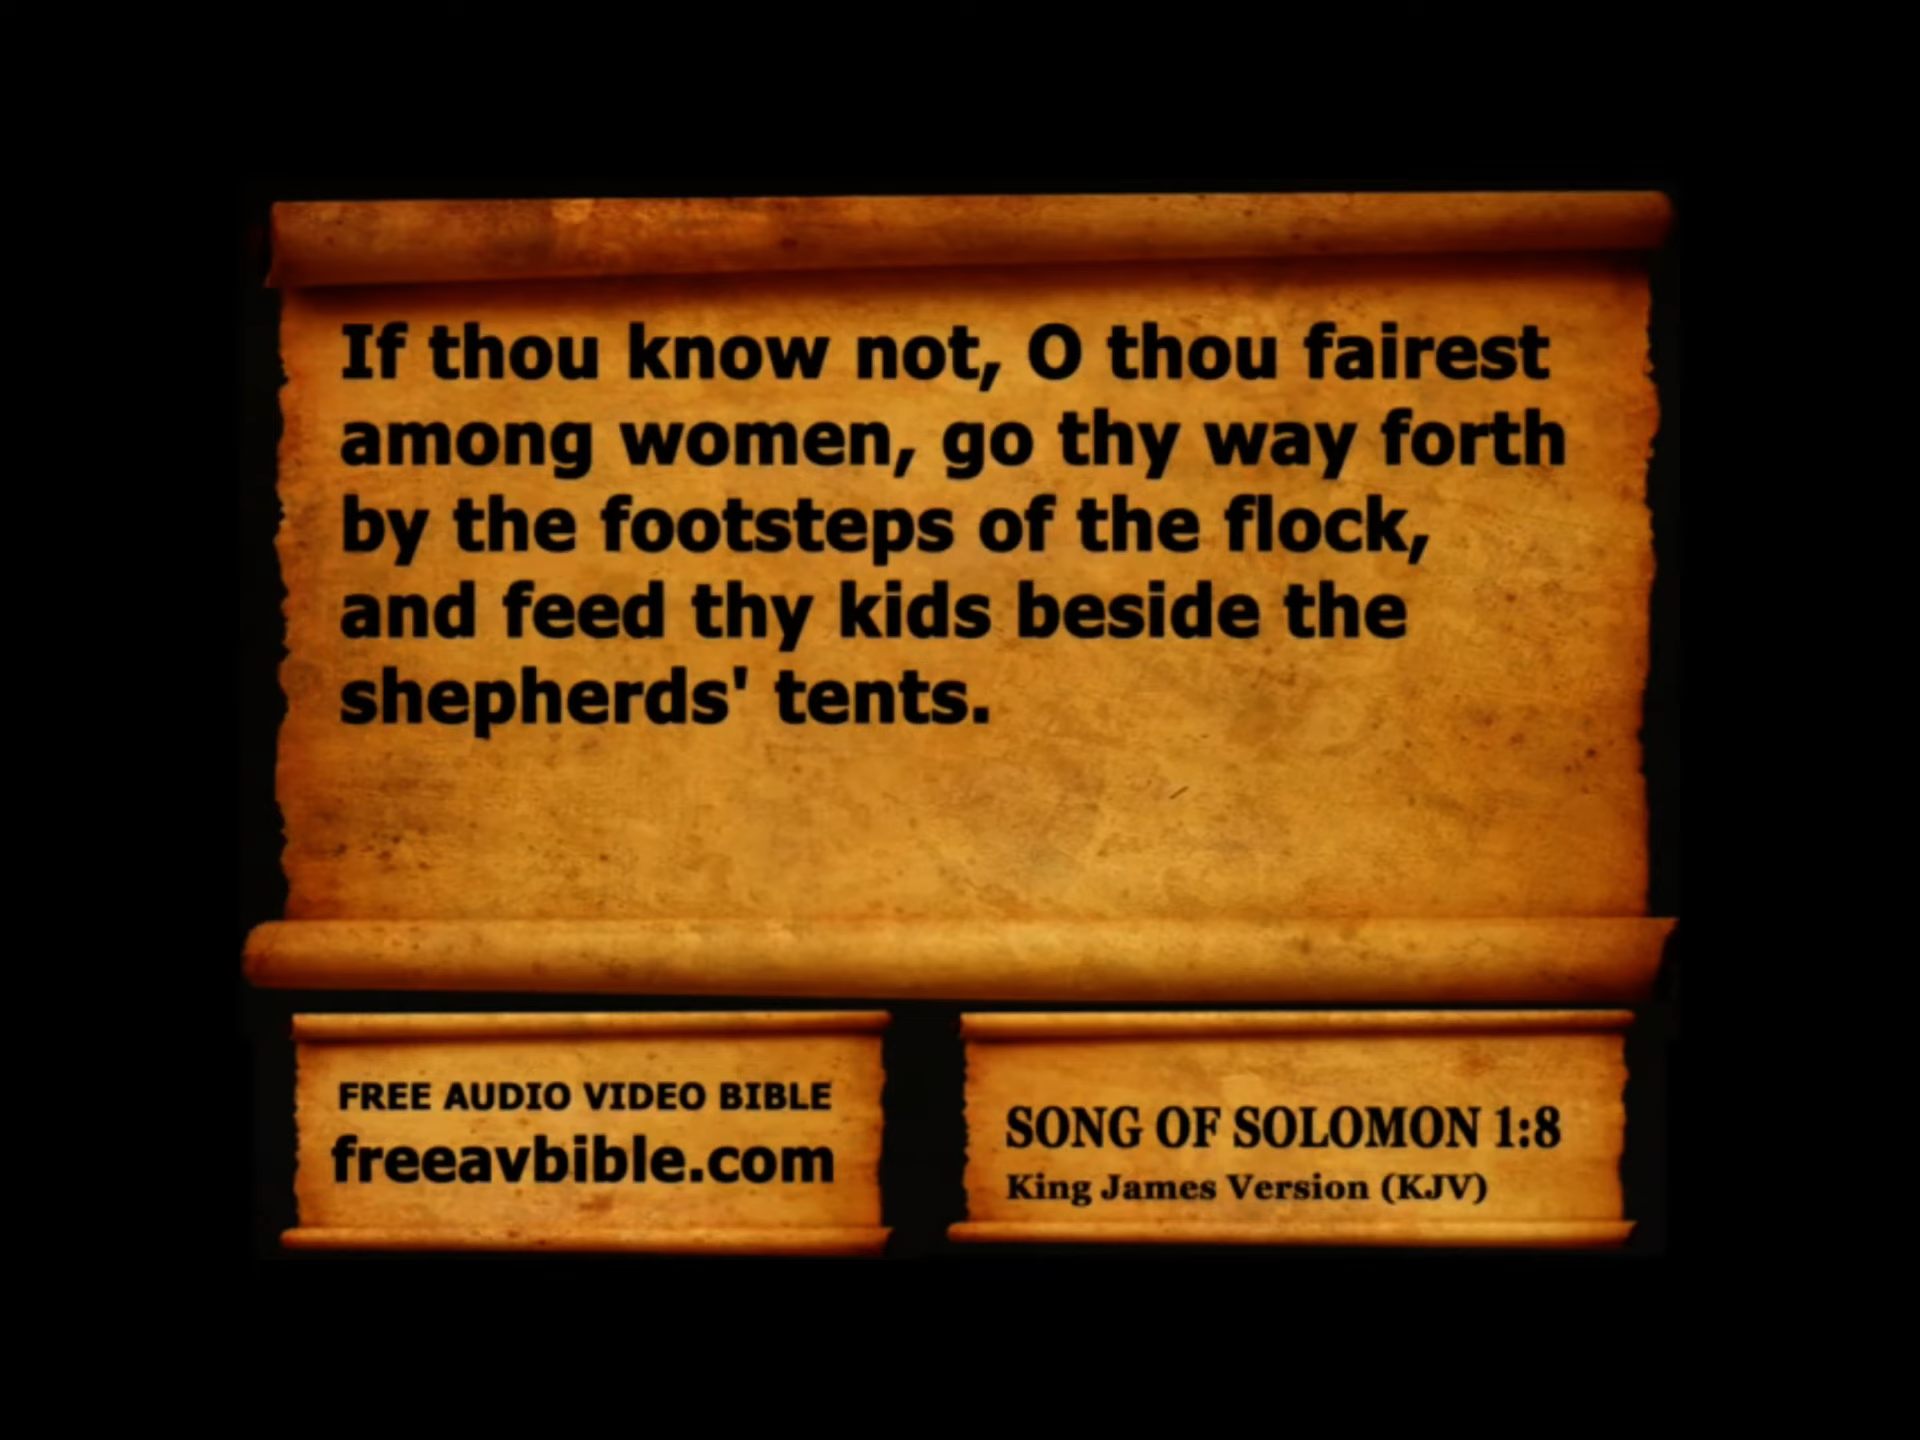 If thou know not, O thou fairest
among women, go thy way forth
by the footsteps of the flock,
and feed thy kids beside the
shepherds' tents.
FREE AUDIO VIDEO BIBLE
freeavbible.com
SONG OF SOLOMON 1:8
King James Version (KJV)